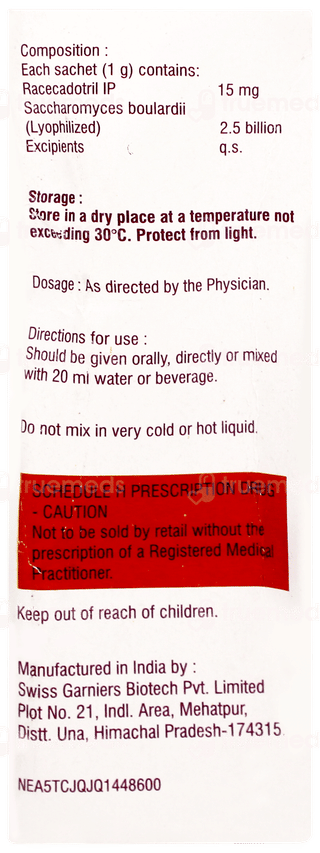 Composition :
Each sachet (1 g) contains:
Racecadotril IP 15 mg
Saccharomyces boulardii
(Lyophilized) 2.5 billion
Excipients q.s.
Storage :
Store in a dry place at a temperature not
exceeding 30°C. Protect from light.
Dosage : As directed by the Physician.
Directions for use :
Should be given orally, directly or mixed
with 20 ml water or beverage.
Do not mix in very cold or hot liquid.
SCHEDULE H PRESCRIPTION DRUG
- CAUTION
Not to be sold by retail without the
prescription of a Registered Medical
Practitioner.
Keep out of reach of children.
Manufactured in India by :
Swiss Garniers Biotech Pvt. Limited
Plot No. 21, Indl. Area, Mehatpur,
Distt. Una, Himachal Pradesh-174315.
NEA5TCJQJQ1448600
truemeds